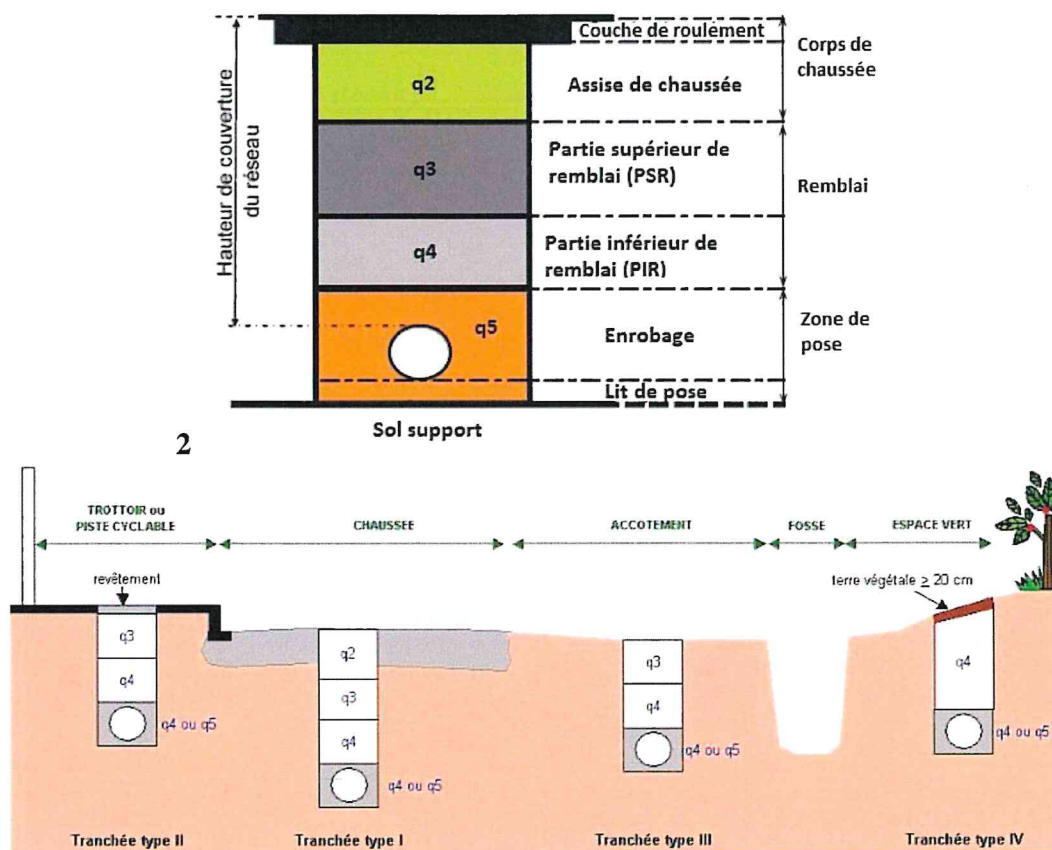 Couche de roulement
Corps de
chaussée
q2
Assise de chaussée
Hauteur de couverture
du réseau
q3
Partie supérieur de
remblai (PSR)
Remblai
q4
Partie inférieur de
remblai (PIR)
q5
Enrobage
Zone de
pose
Lit de pose
Sol support
2
TROTTOIR ou
PISTE CYCLABLE
CHAUSSEE
ACCOTEMENT
FOSSE
ESPACE VERT
revêtement
terre végétale ≥ 20 cm
q3
q4
q4 ou q5
q2
q3
q4
q4 ou q5
q3
q4
q4 ou q5
q4
q4 ou q5
Tranchée type II
Tranchée type I
Tranchée type III
Tranchée type IV